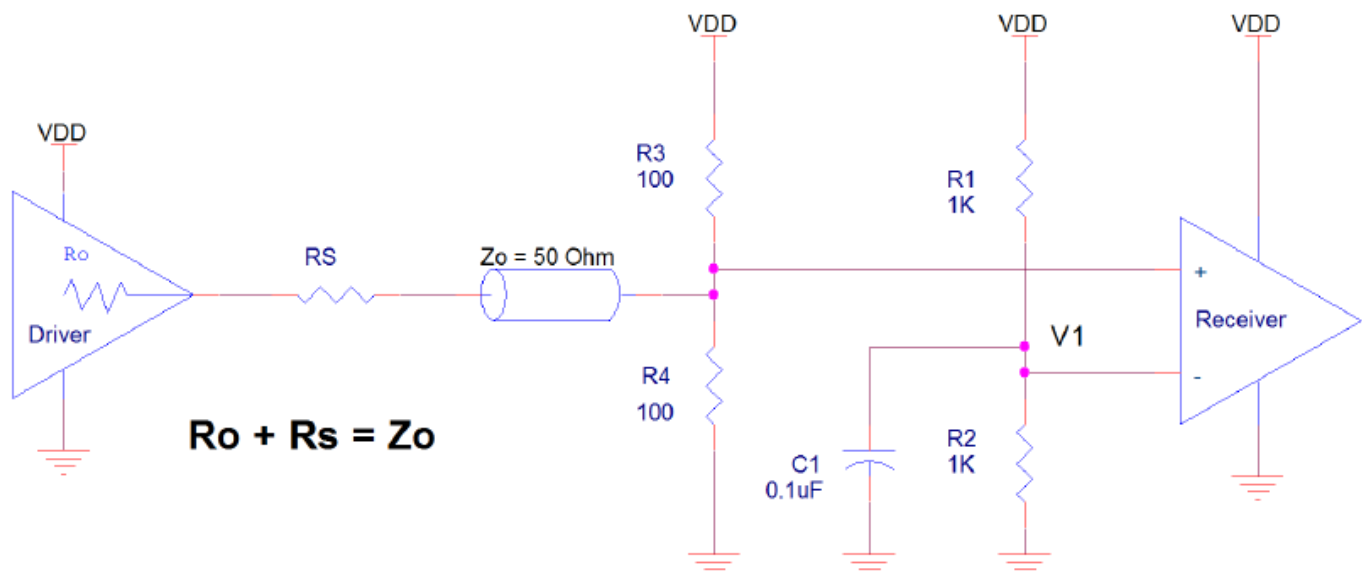 VDD
VDD
VDD
VDD
R3
100
R1
1K
Ro
RS
Zo = 50 Ohm
+
Driver
Receiver
V1
-
R4
100
Ro + Rs = Zo
R2
1K
C1
0.1uF